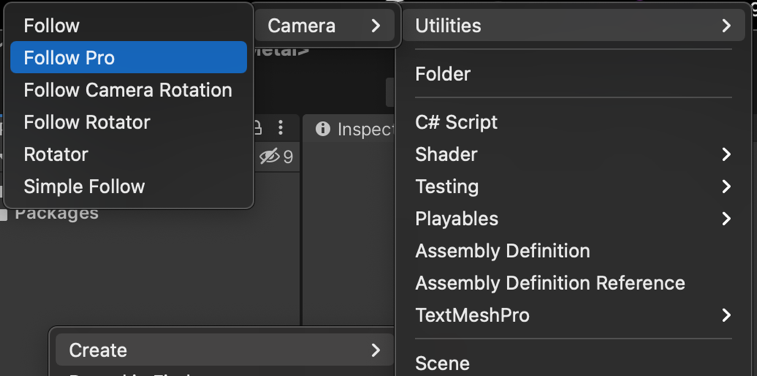 Follow
Follow Pro
Follow Camera Rotation
Follow Rotator
Rotator
Simple Follow
Camera
Utilities
Folder
C# Script
Shader
Testing
Playables
Assembly Definition
Assembly Definition Reference
TextMeshPro
Scene
Metal>
Inspect
9
Packages
Create